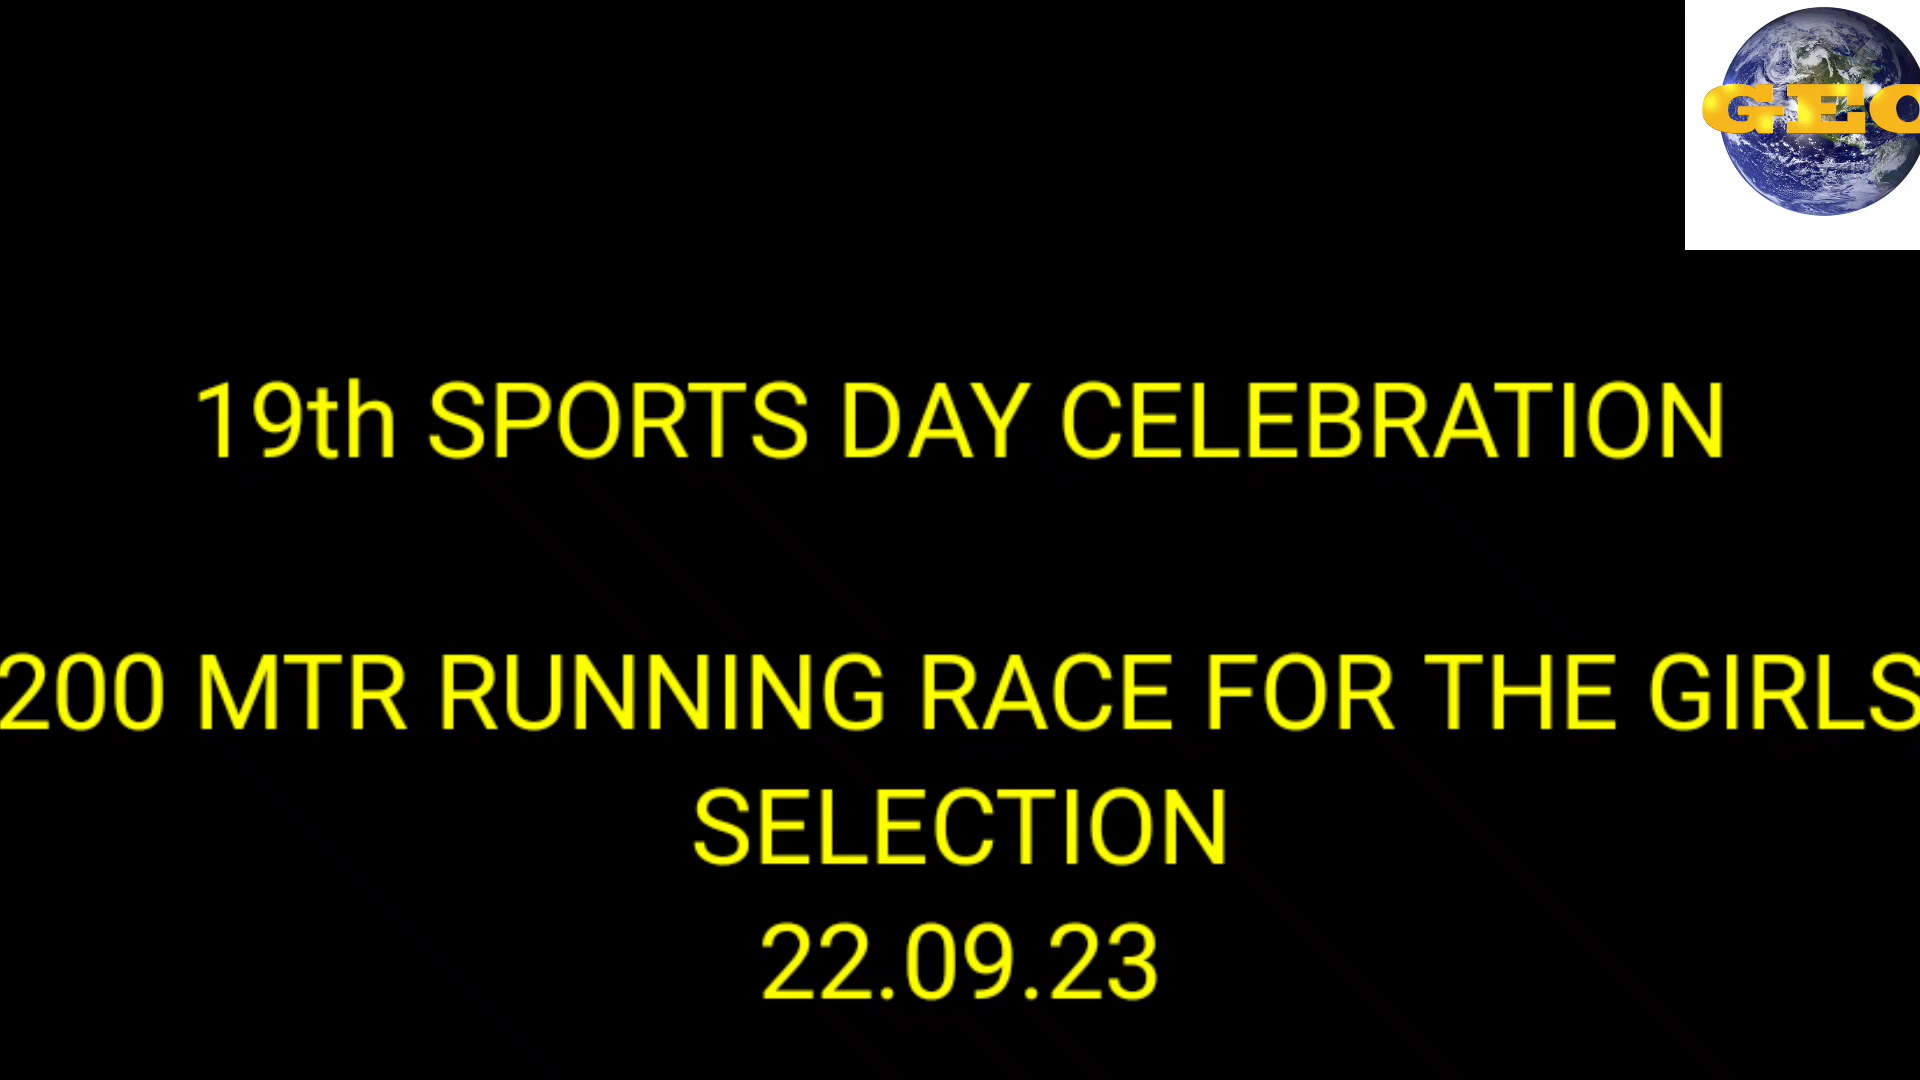 GEO
19th SPORTS DAY CELEBRATION
200 MTR RUNNING RACE FOR THE GIRLS
SELECTION
22.09.23